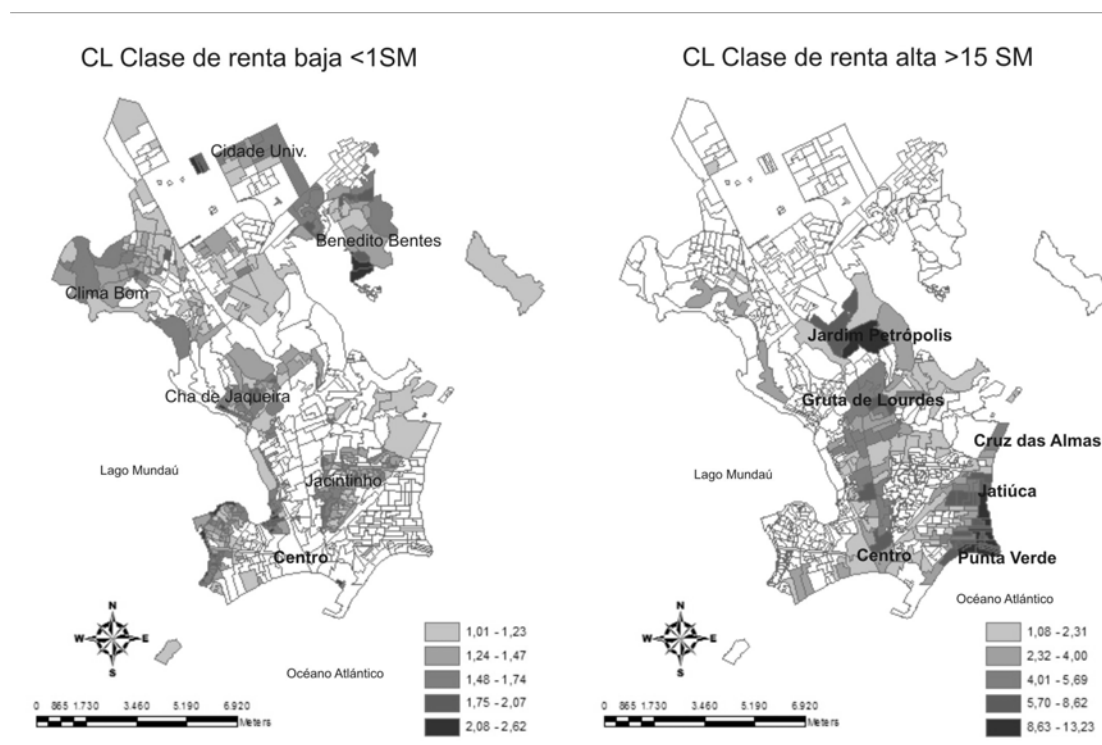 CL Clase de renta baja <1SM
Cidade Univ.
Benedito Bentes
Clima Bom
Cha de Jaqueira
Lago Mundaú
Jacintinho
Centro
N
W
E
S
Océano Atlántico
0 865 1.730 3.460 5.190 6.920
Meters
1,01 - 1,23
1,24 - 1,47
1,48 - 1,74
1,75 - 2,07
2,08 - 2,62
CL Clase de renta alta >15 SM
Jardim Petrópolis
Gruta de Lourdes
Cruz das Almas
Lago Mundaú
Jatiúca
Centro
Punta Verde
Océano Atlántico
N
W
E
S
0 865 1.730 3.460 5.190 6.920
Meters
1,08 - 2,31
2,32 - 4,00
4,01 - 5,69
5,70 - 8,62
8,63 - 13,23